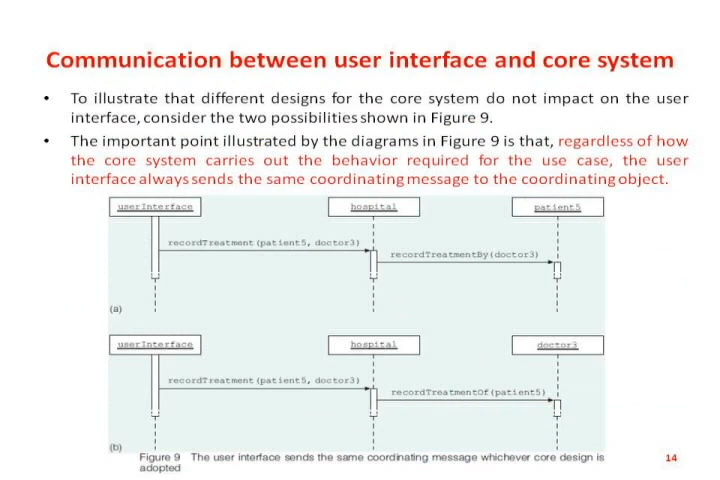 Communication between user interface and core system
• To illustrate that different designs for the core system do not impact on the user
interface, consider the two possibilities shown in Figure 9.
• The important point illustrated by the diagrams in Figure 9 is that, regardless of how
the core system carries out the behavior required for the use case, the user
interface always sends the same coordinating message to the coordinating object.
userInterface hospital patient5
recordTreatment(patient5, doctor3)
recordTreatmentBy(doctor3)
(a)
userInterface hospital doctor3
recordTreatment(patient5, doctor3)
recordTreatmentOf(patient5)
(b)
Figure 9 The user interface sends the same coordinating message whichever core design is
adopted
14